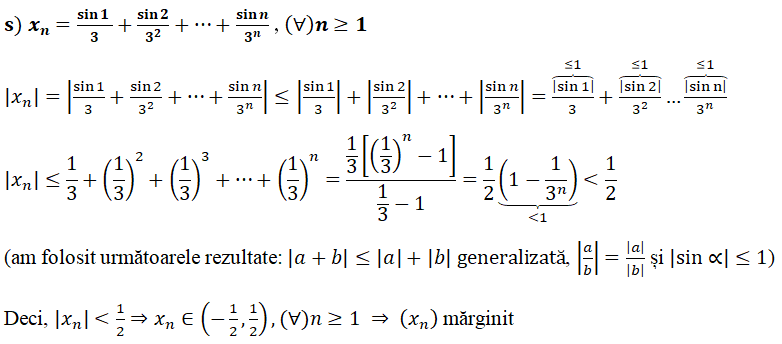 s) xₙ = sin 1/3 + sin 2/3² + ⋯ + sin n/3ⁿ , (∀)n ≥ 1
|xₙ| = |sin 1/3 + sin 2/3² + ⋯ + sin n/3ⁿ| ≤ |sin 1/3| + |sin 2/3²| + ⋯ + |sin n/3ⁿ| = |sin 1|/3 (≤1) + |sin 2|/3² (≤1) … |sin n|/3ⁿ (≤1)
|xₙ| ≤ 1/3 + (1/3)² + (1/3)³ + ⋯ + (1/3)ⁿ = (1/3[(1/3)ⁿ − 1])/(1/3 − 1) = 1/2 (1 − 1/3ⁿ) (<1) < 1/2
(am folosit următoarele rezultate: |a + b| ≤ |a| + |b| generalizată, |a/b| = |a|/|b| și |sin ∝| ≤ 1)
Deci, |xₙ| < 1/2 ⇒ xₙ ∈ (−1/2, 1/2), (∀)n ≥ 1 ⇒ (xₙ) mărginit